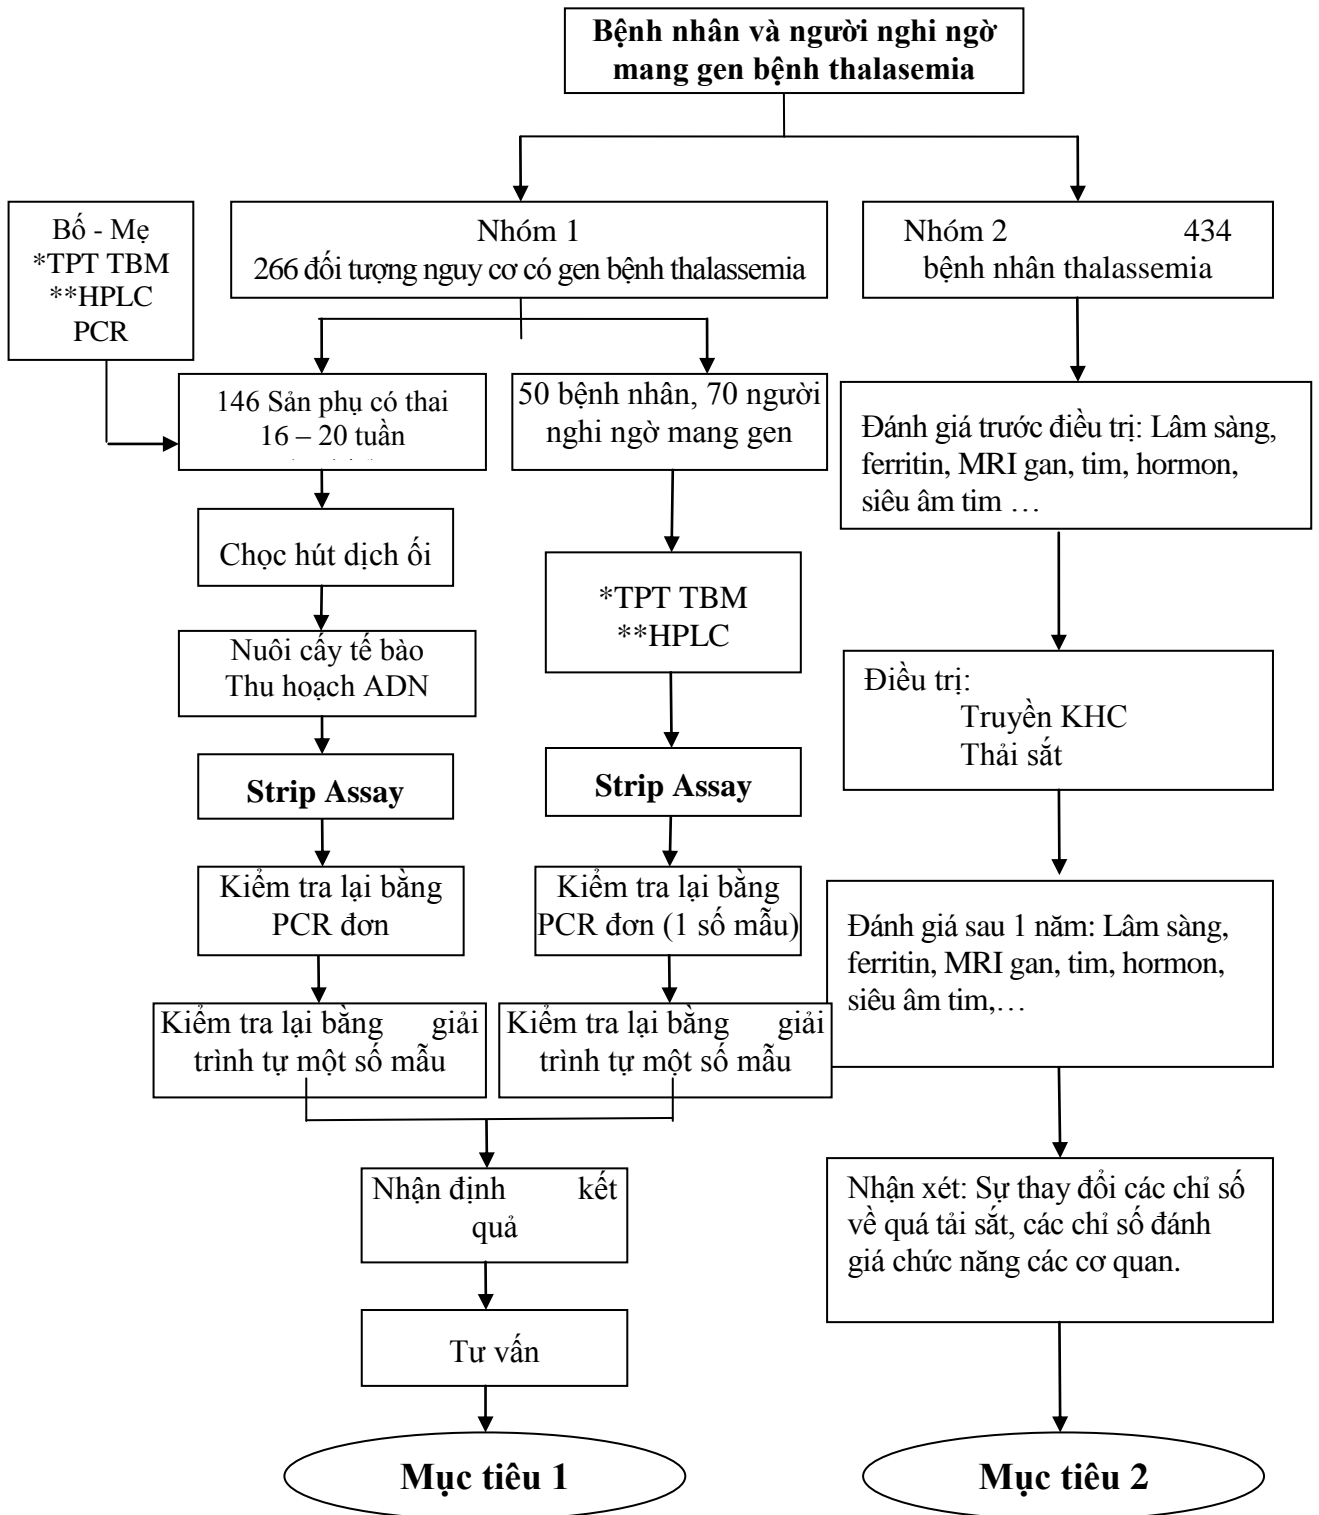 Bệnh nhân và người nghi ngờ
mang gen bệnh thalasemia
Bố - Mẹ
*TPT TBM
**HPLC
PCR
Nhóm 1
266 đối tượng nguy cơ có gen bệnh thalassemia
Nhóm 2 434
bệnh nhân thalassemia
146 Sản phụ có thai
16 – 20 tuần
50 bệnh nhân, 70 người
nghi ngờ mang gen
Đánh giá trước điều trị: Lâm sàng,
ferritin, MRI gan, tim, hormon,
siêu âm tim …
Chọc hút dịch ối
*TPT TBM
**HPLC
Nuôi cấy tế bào
Thu hoạch ADN
Điều trị:
Truyền KHC
Thải sắt
Strip Assay
Strip Assay
Kiểm tra lại bằng
PCR đơn
Kiểm tra lại bằng
PCR đơn (1 số mẫu)
Đánh giá sau 1 năm: Lâm sàng,
ferritin, MRI gan, tim, hormon,
siêu âm tim,…
Kiểm tra lại bằng giải
trình tự một số mẫu
Kiểm tra lại bằng giải
trình tự một số mẫu
Nhận định kết
quả
Nhận xét: Sự thay đổi các chỉ số
về quá tải sắt, các chỉ số đánh
giá chức năng các cơ quan.
Tư vấn
Mục tiêu 1
Mục tiêu 2